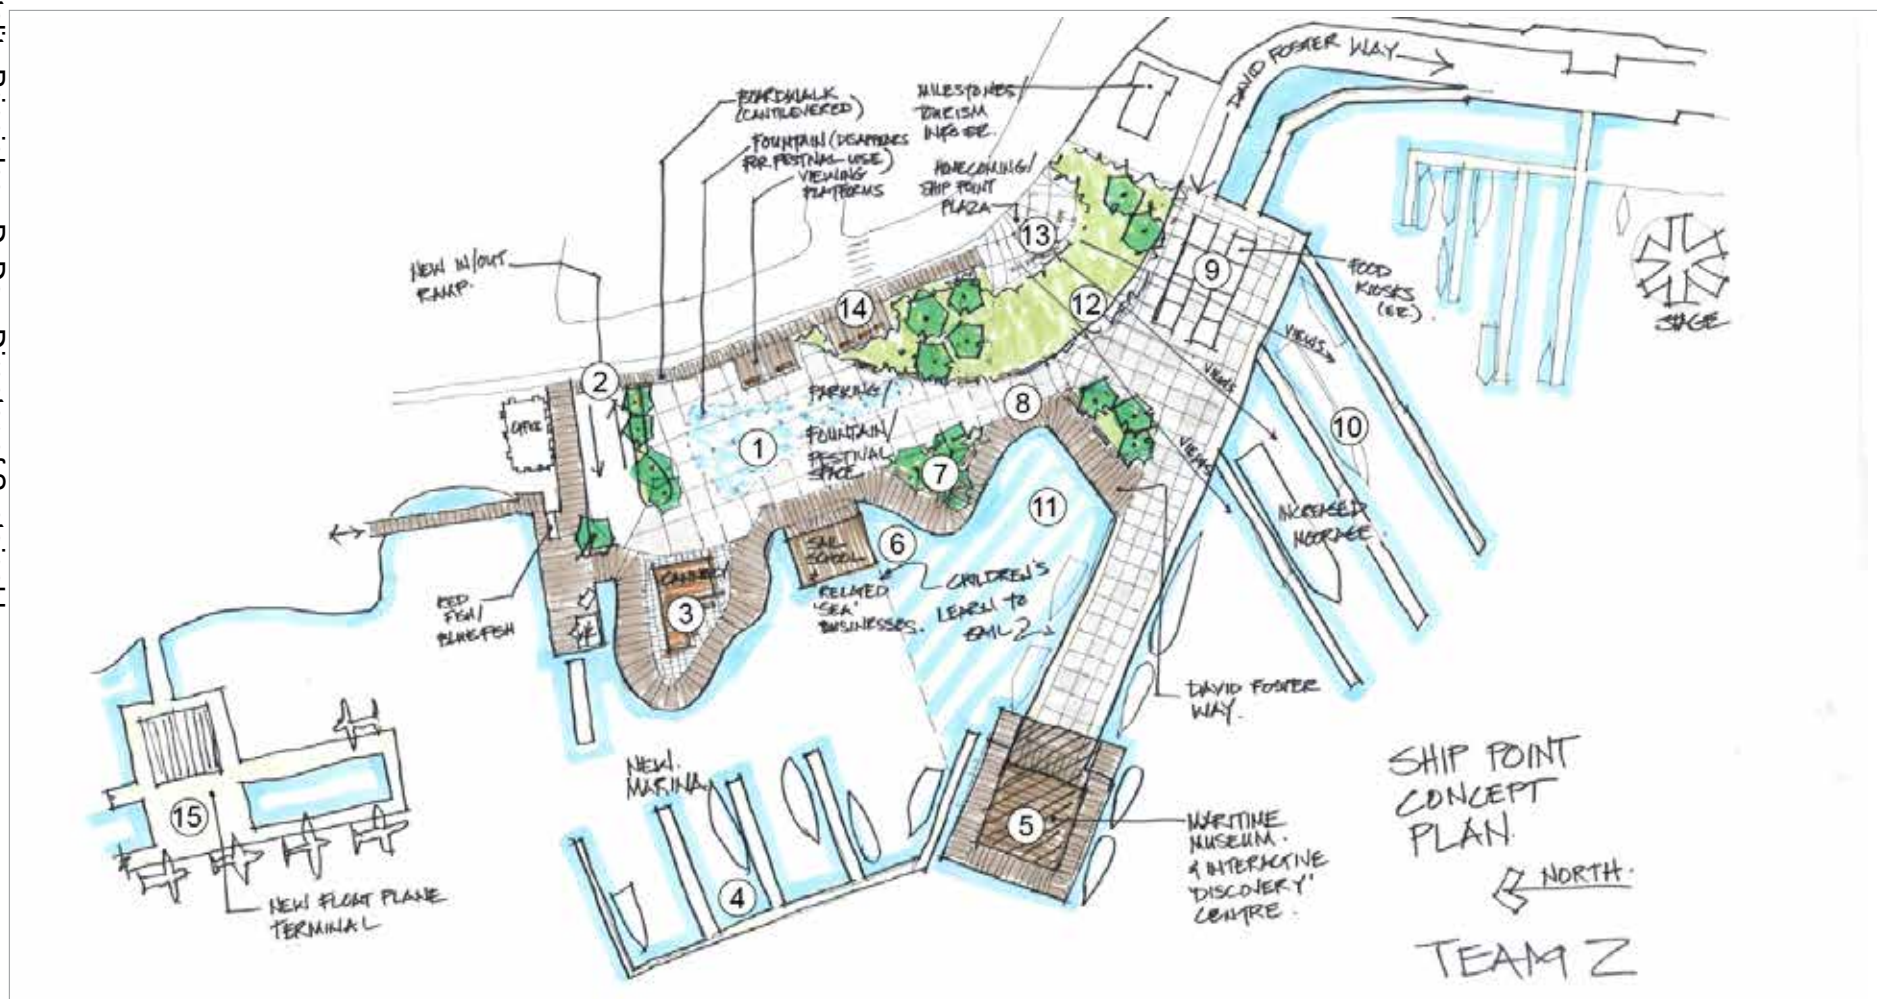 BOARDWALK
(CANTILEVERED)
FOUNTAIN (DISAPPEARS
FOR FESTIVAL USE)
VIEWING
PLATFORMS
MILESTONES/
TOURISM
INFO
HOMECOMING/
SHIP POINT
PLAZA
DAVID FOSTER WAY
NEW IN/OUT
RAMP.
13
9
FOOD
KIOSKS
STAGE
14
12
VIEWS
VIEWS
VIEWS
2
OFFICE
PARKING/
8
10
1
FOUNTAIN/
FESTIVAL
SPACE
7
11
INCREASED
MOORAGE.
SAIL
SCHOOL
6
CANNERY
3
RELATED
'SEA'
BUSINESSES.
CHILDREN'S
LEARN TO
SAIL
RED
FISH/
BLUEFISH
DAVID FOSTER
WAY.
NEW
MARINA
15
5
4
MARITIME
MUSEUM.
& INTERACTIVE
'DISCOVERY'
CENTRE.
NEW FLOAT PLANE
TERMINAL
SHIP POINT
CONCEPT
PLAN.
NORTH.
TEAM 2